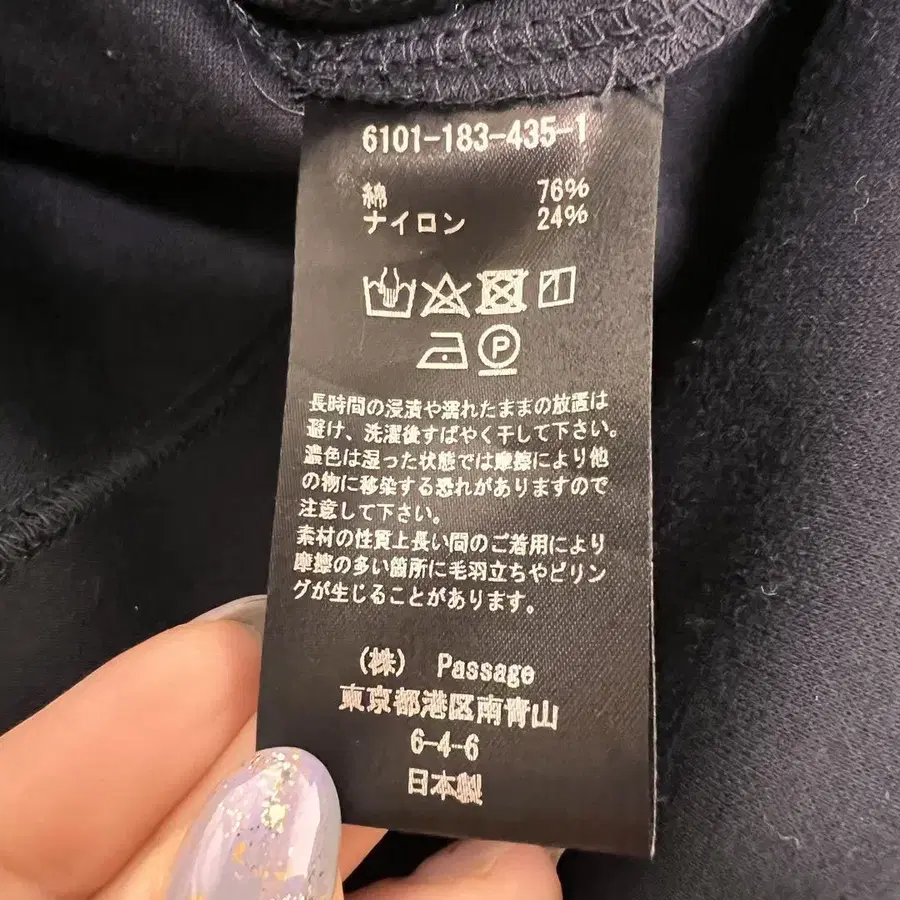 6101-183-435-1
綿 76%
ナイロン 24%
P
長時間の浸漬や濡れたままの放置は
避け、洗濯後すばやく干して下さい。
濃色は湿った状態では摩擦により他
の物に移染する恐れがありますので
注意して下さい。
素材の性質上長い間のご着用により
摩擦の多い箇所に毛羽立ちやピリン
グが生じることがあります。
(株) Passage
東京都港区南青山
6-4-6
日本製